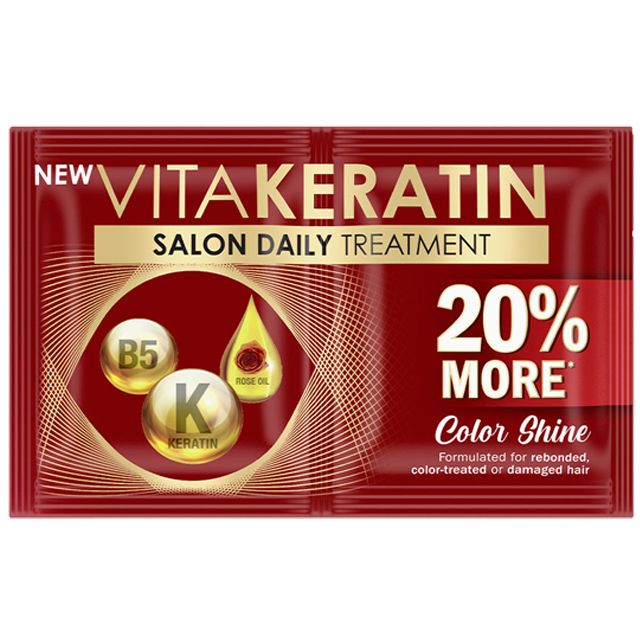 NEW VITAKERATIN
SALON DAILY TREATMENT
B5
ROSE OIL
K
KERATIN
20%
MORE*
Color Shine
Formulated for rebonded,
color-treated or damaged hair